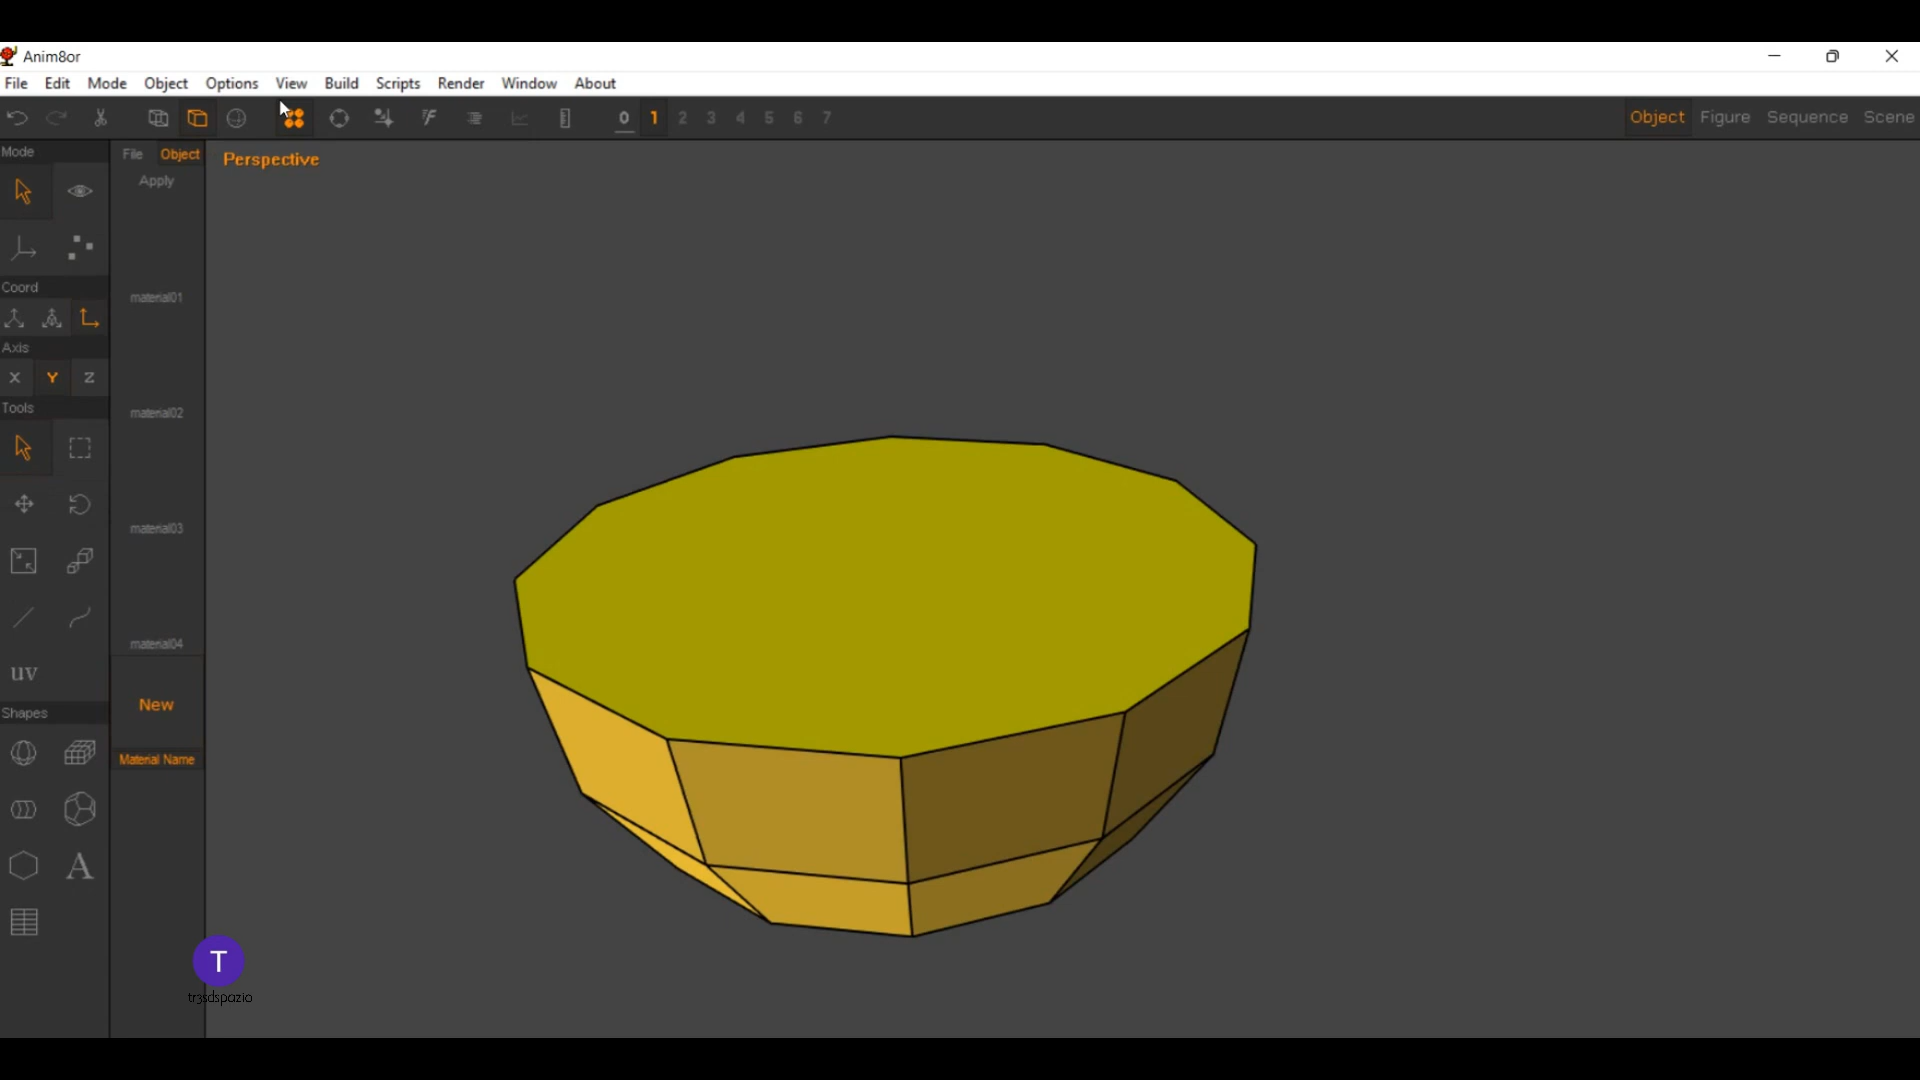 Anim8or
File Edit Mode Object Options View Build Scripts Render Window About
0 1 2 3 4 5 6 7
Object Figure Sequence Scene
Mode
File Object
Apply
Perspective
Coord
material01
Axis
X Y Z
Tools
material02
material03
material04
uv
New
Shapes
Material Name
A
T
tr3sdspazio